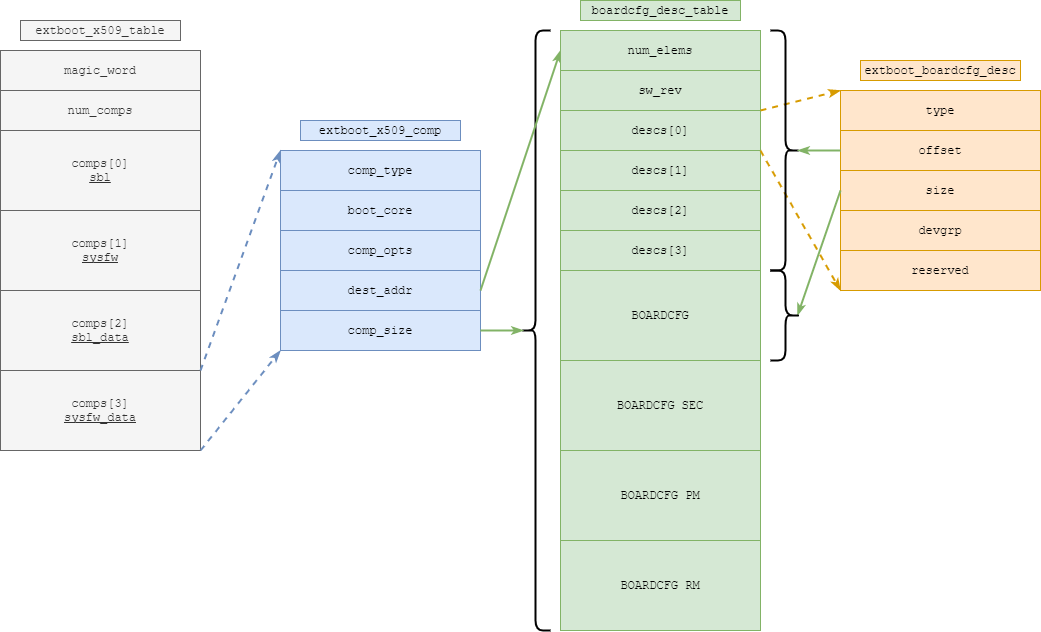 extboot_x509_table
magic_word
num_comps
comps[0]
sbl
comps[1]
sysfw
comps[2]
sbl_data
comps[3]
sysfw_data
extboot_x509_comp
comp_type
boot_core
comp_opts
dest_addr
comp_size
boardcfg_desc_table
num_elems
sw_rev
descs[0]
descs[1]
descs[2]
descs[3]
BOARDCFG
BOARDCFG SEC
BOARDCFG PM
BOARDCFG RM
extboot_boardcfg_desc
type
offset
size
devgrp
reserved